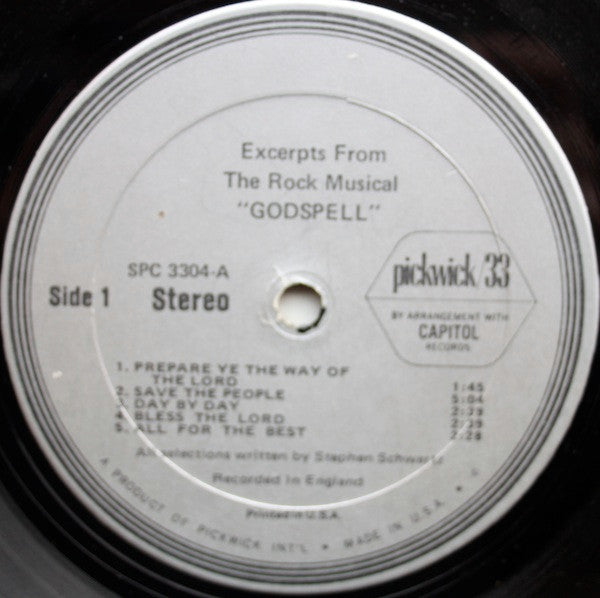 Excerpts From
The Rock Musical
"GODSPELL"
SPC 3304-A
Side 1 Stereo
pickwick/33
BY ARRANGEMENT WITH
CAPITOL
RECORDS
1. PREPARE YE THE WAY OF
THE LORD 1:45
2. SAVE THE PEOPLE 5:04
3. DAY BY DAY
4. BLESS THE LORD
5. ALL FOR THE BEST 2:28
All selections written by Stephen Schwartz
Recorded in England
Printed in U.S.A.
A PRODUCT OF PICKWICK INT'L • MADE IN U.S.A. •